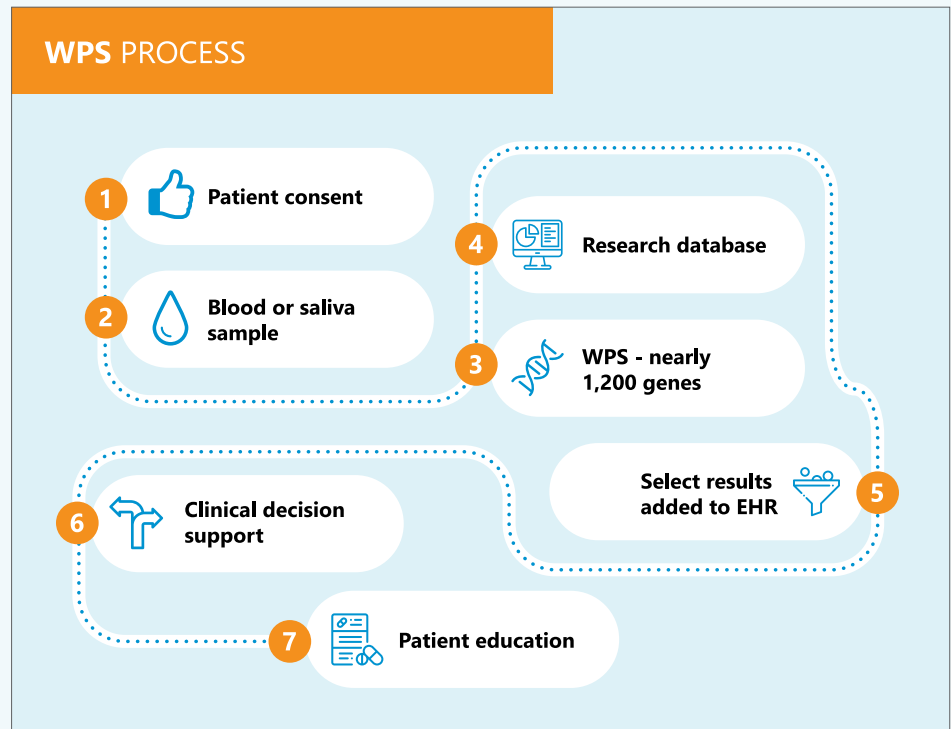 WPS PROCESS
1
Patient consent
2
Blood or saliva
sample
3
WPS - nearly
1,200 genes
4
Research database
5
Select results
added to EHR
6
Clinical decision
support
7
Patient education